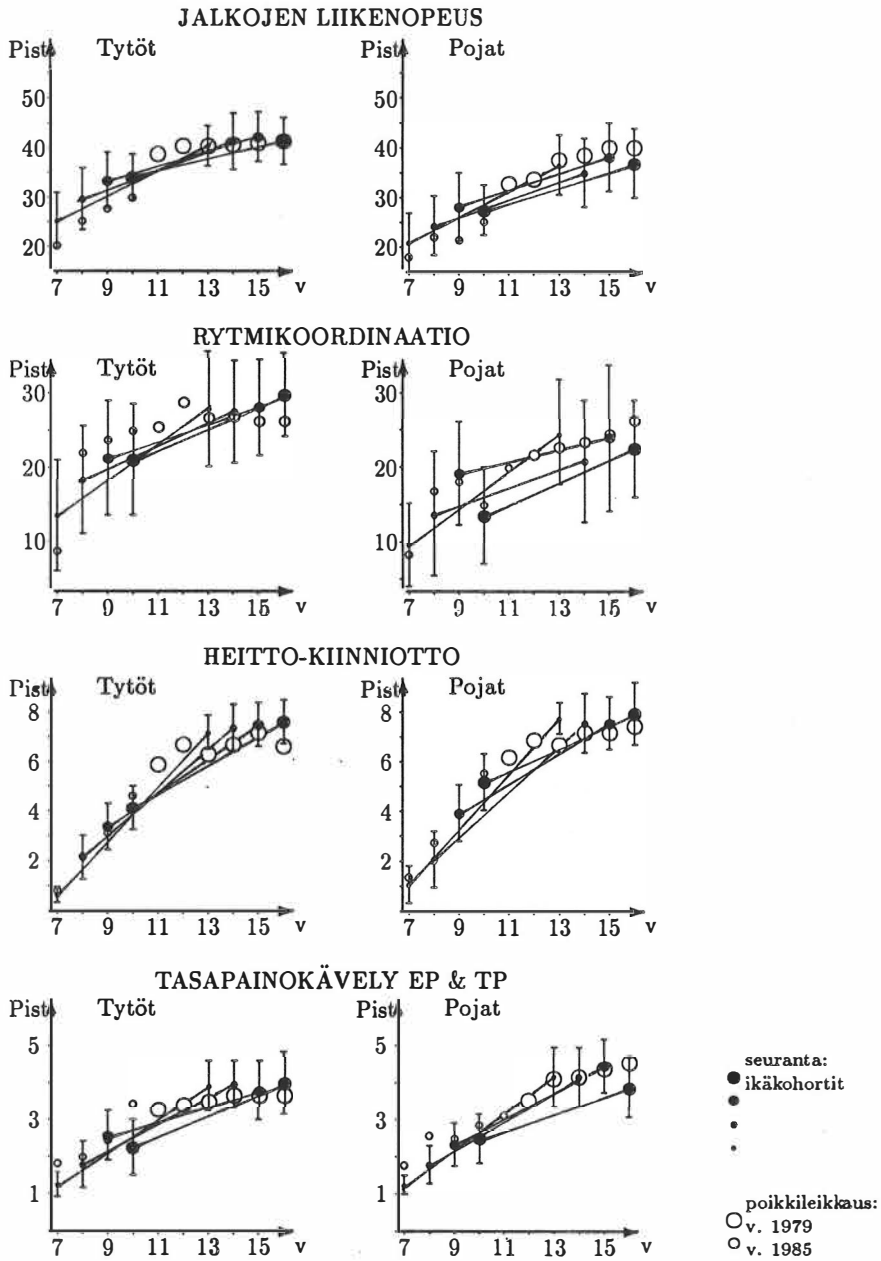 JALKOJEN LIIKENOPEUS
Pist Tytöt Pist Pojat
50 50
40 40
30 30
20 20
7 9 11 13 15 v 7 9 11 13 15 v
RYTMIKOORDINAATIO
Pist Tytöt Pist Pojat
30 30
20 20
10 10
7 9 11 13 15 v 7 9 11 13 15 v
HEITTO-KIINNIOTTO
Pist Tytöt Pist Pojat
8 8
6 6
4 4
2 2
7 9 11 13 15 v 7 9 11 13 15 v
TASAPAINOKÄVELY EP & TP
Pist Tytöt Pist Pojat
5 5
3 3
1 1
7 9 11 13 15 v 7 9 11 13 15 v
seuranta:
ikäkohortit
poikkileikkaus:
v. 1979
v. 1985